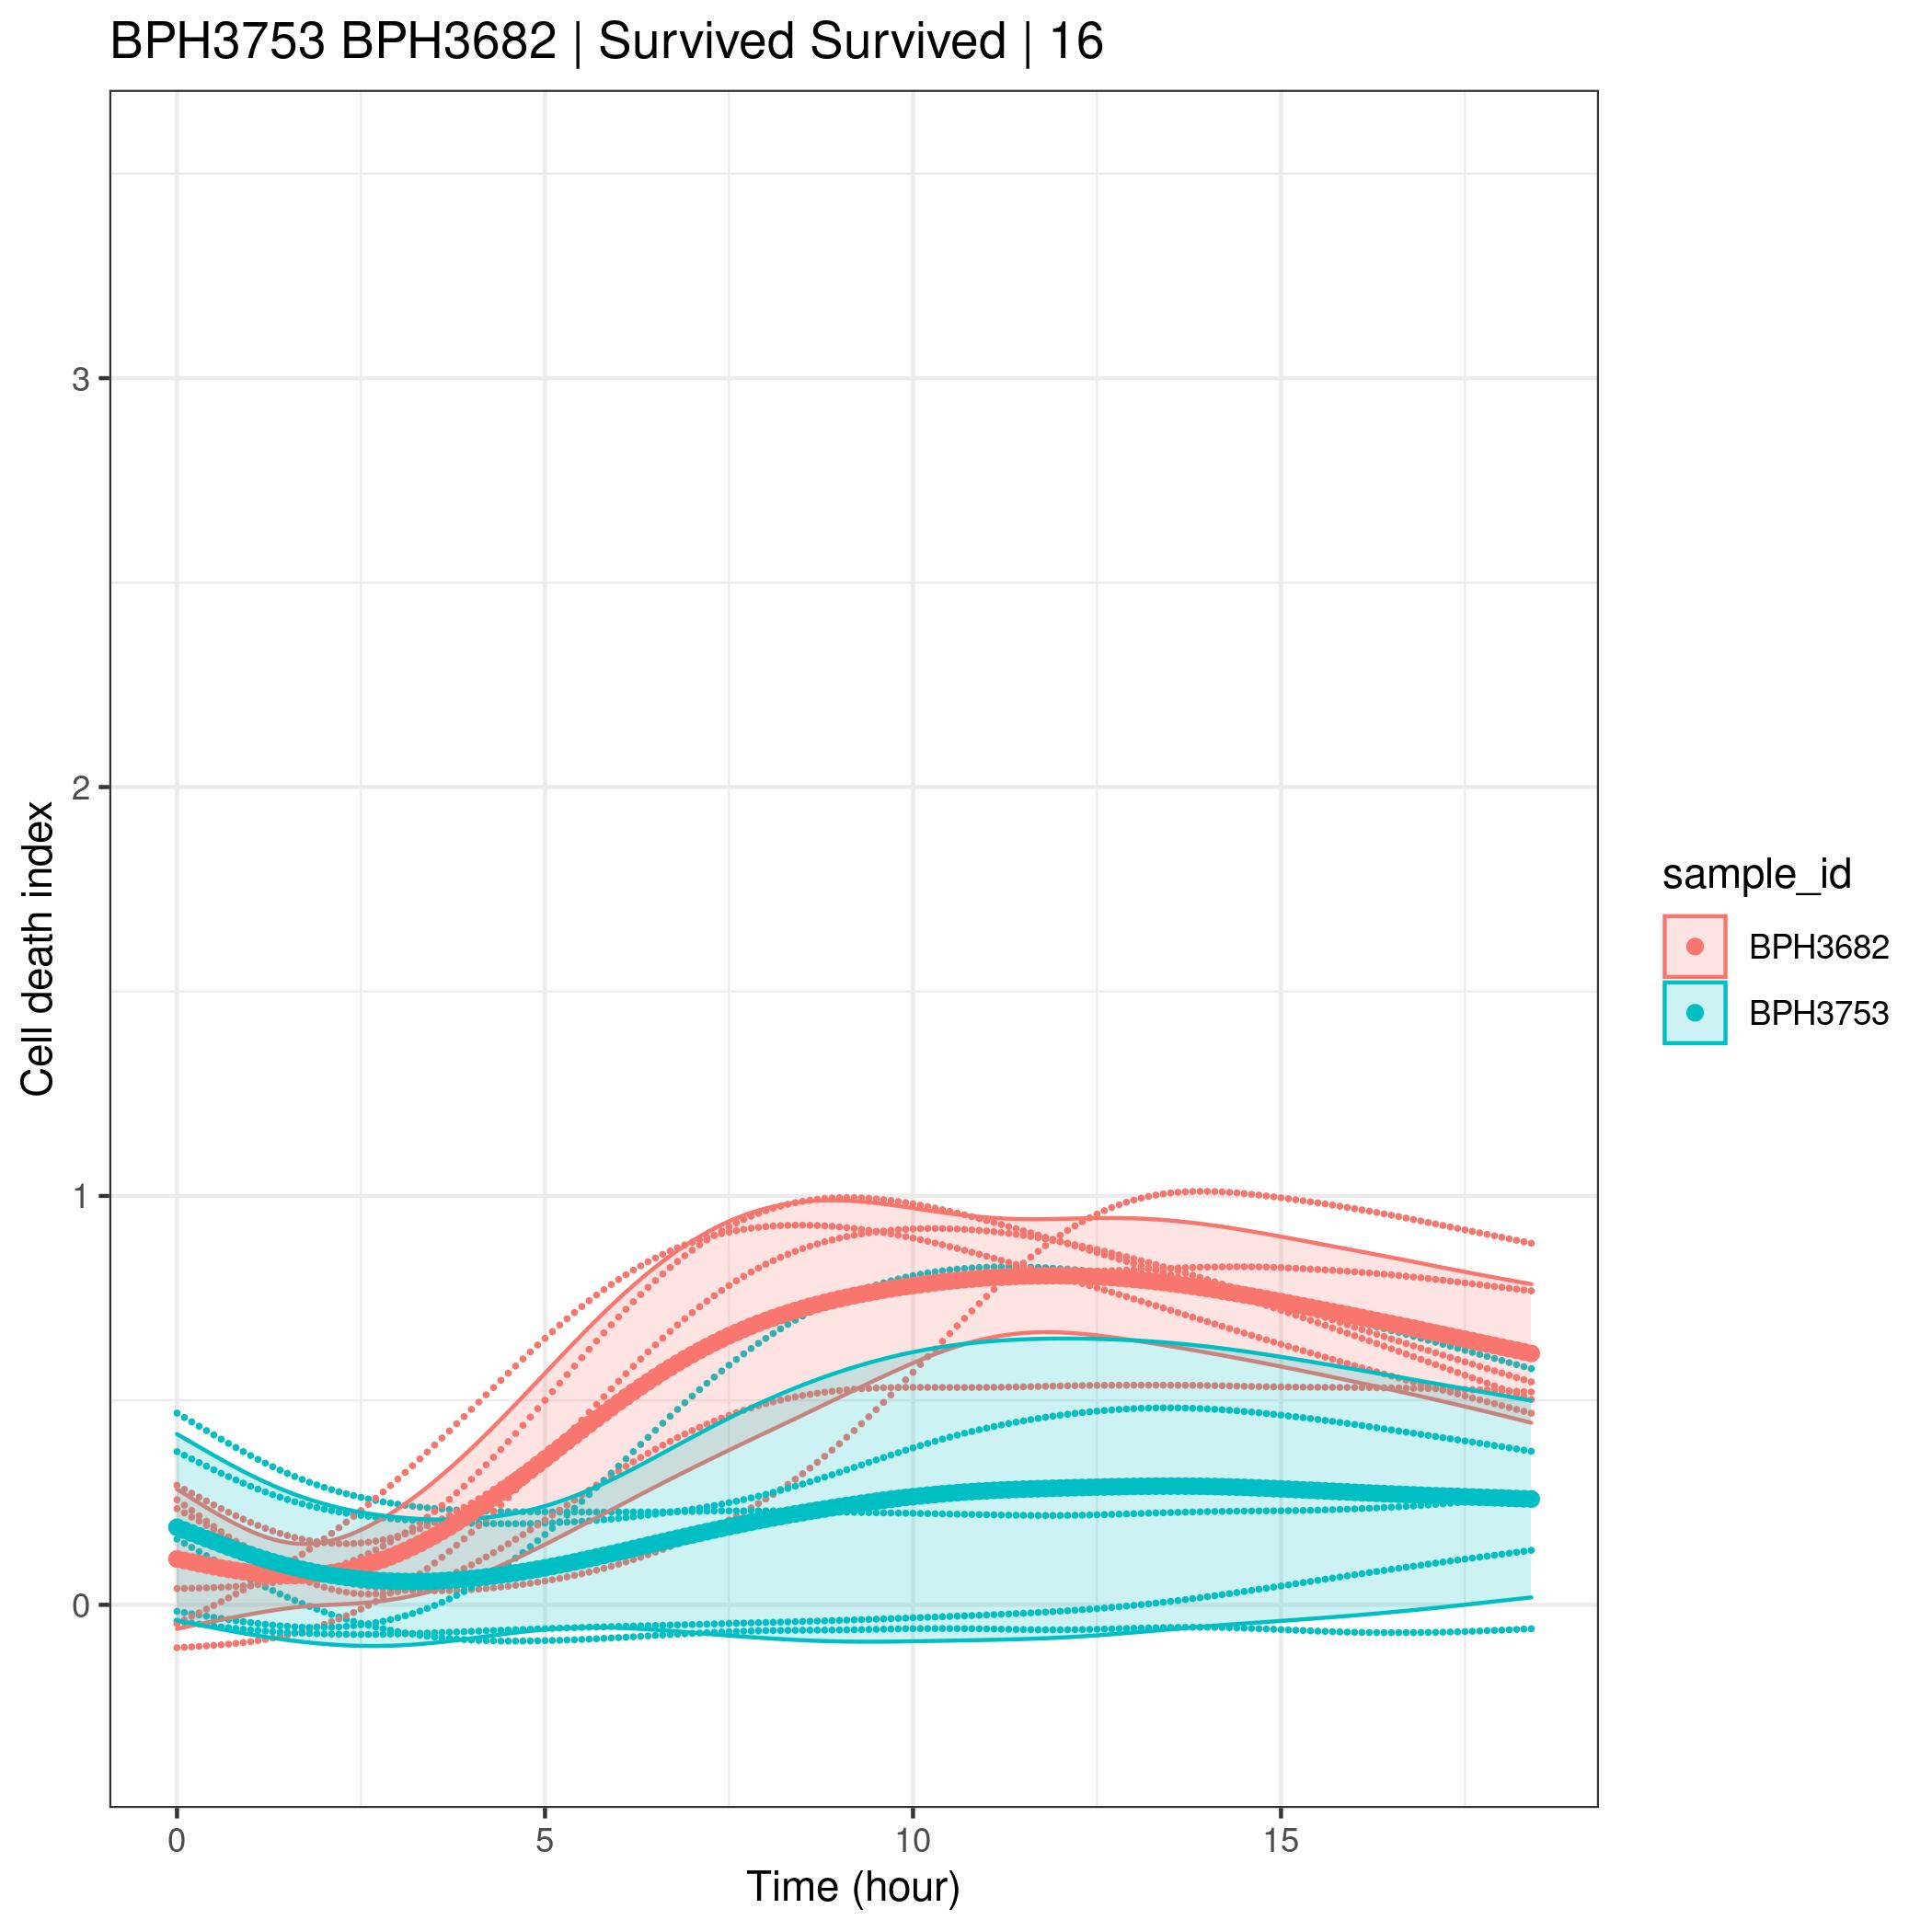 BPH3753 BPH3682 | Survived Survived | 16
3
2
1
0
Cell death index
0 5 10 15
Time (hour)
sample_id
BPH3682
BPH3753